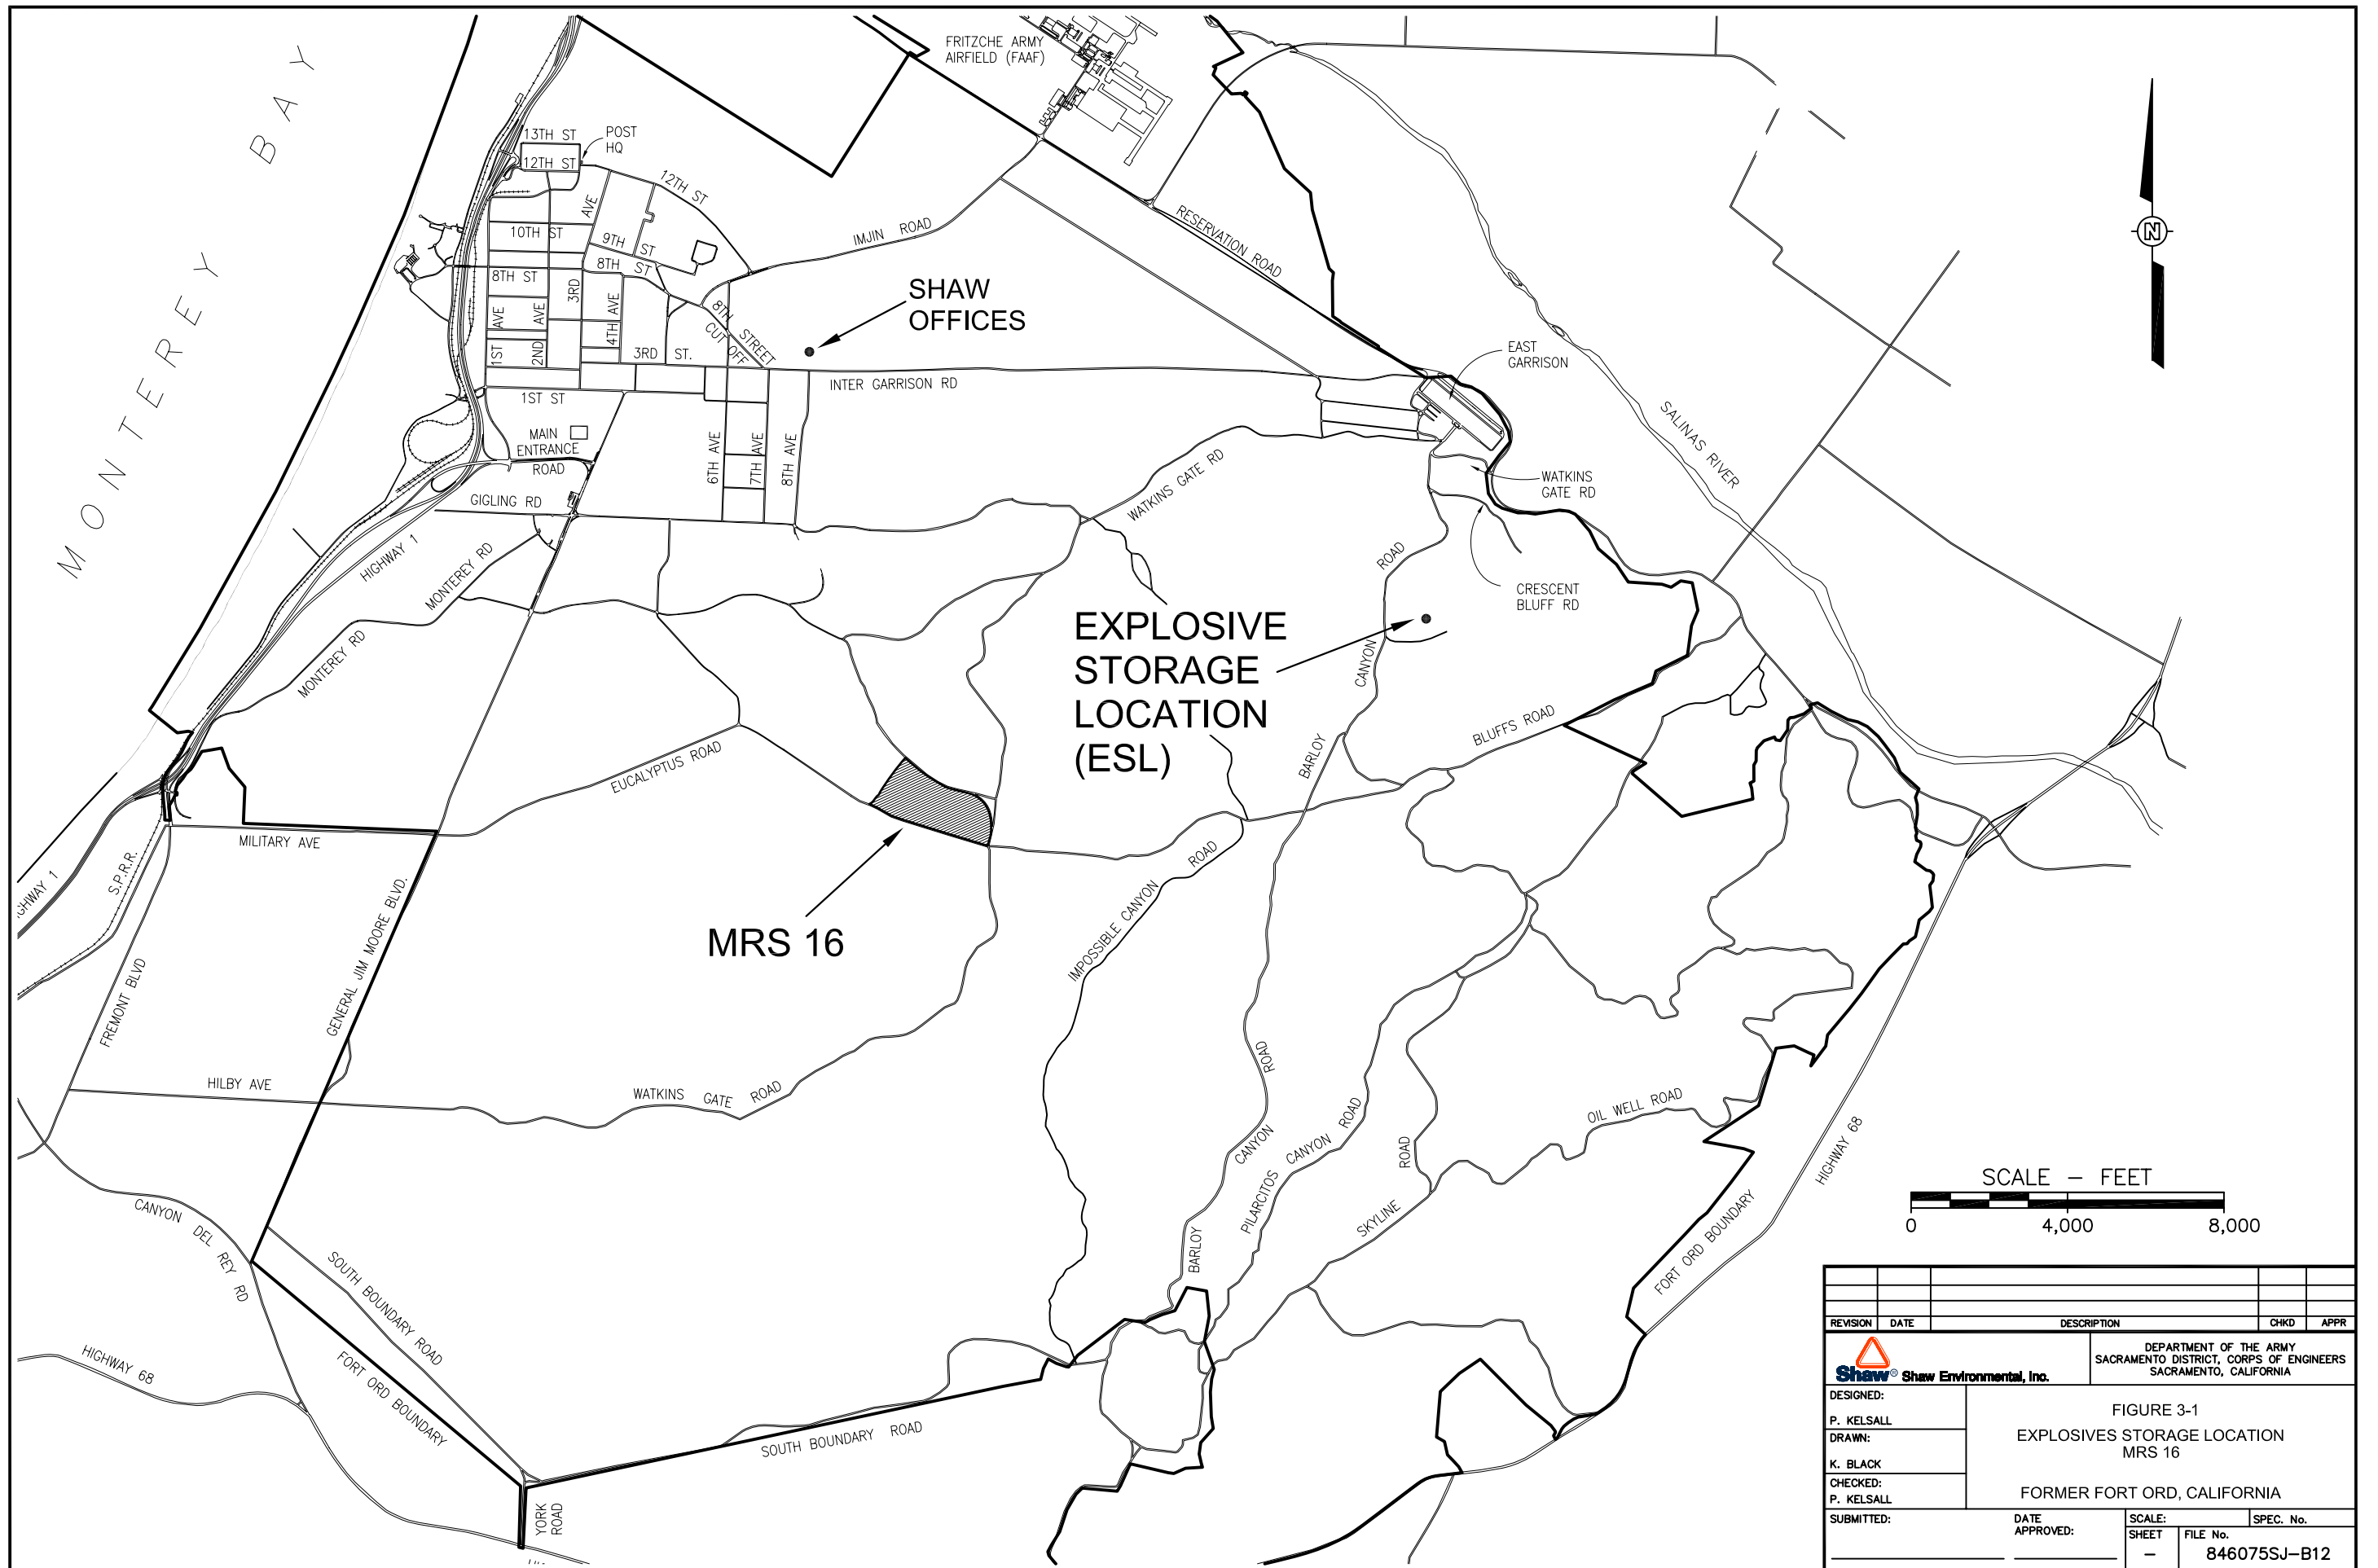 MONTEREY BAY
FRITZCHE ARMY
AIRFIELD (FAAF)
13TH ST
POST
HQ
12TH ST
12TH ST
AVE
10TH ST
9TH ST
8TH ST
8TH ST
3RD
AVE
AVE
4TH AVE
1ST
2ND
3RD ST.
8TH STREET
CUT OFF
IMJIN ROAD
RESERVATION ROAD
SHAW
OFFICES
N
INTER GARRISON RD
EAST
GARRISON
SALINAS RIVER
1ST ST
MAIN
ENTRANCE
ROAD
6TH AVE
7TH AVE
8TH AVE
GIGLING RD
WATKINS GATE RD
WATKINS
GATE RD
HIGHWAY 1
MONTEREY RD
MONTEREY RD
ROAD
CRESCENT
BLUFF RD
EXPLOSIVE
STORAGE
LOCATION
(ESL)
CANYON
BARLOY
BLUFFS ROAD
EUCALYPTUS ROAD
MILITARY AVE
S.P.R.R.
GHWAY 1
GENERAL JIM MOORE BLVD.
FREMONT BLVD
MRS 16
IMPOSSIBLE CANYON ROAD
HILBY AVE
WATKINS GATE ROAD
BARLOY CANYON ROAD
PILARCITOS CANYON ROAD
SKYLINE ROAD
OIL WELL ROAD
HIGHWAY 68
FORT ORD BOUNDARY
CANYON DEL REY RD
SOUTH BOUNDARY ROAD
FORT ORD BOUNDARY
HIGHWAY 68
SOUTH BOUNDARY ROAD
YORK
ROAD
SCALE – FEET
0 4,000 8,000
REVISION DATE DESCRIPTION CHKD APPR
Shaw® Shaw Environmental, Inc.
DEPARTMENT OF THE ARMY
SACRAMENTO DISTRICT, CORPS OF ENGINEERS
SACRAMENTO, CALIFORNIA
DESIGNED:
P. KELSALL
DRAWN:
K. BLACK
CHECKED:
P. KELSALL
FIGURE 3-1
EXPLOSIVES STORAGE LOCATION
MRS 16
FORMER FORT ORD, CALIFORNIA
SUBMITTED:
DATE
APPROVED:
SCALE:
SPEC. No.
SHEET
–
FILE No.
846075SJ–B12